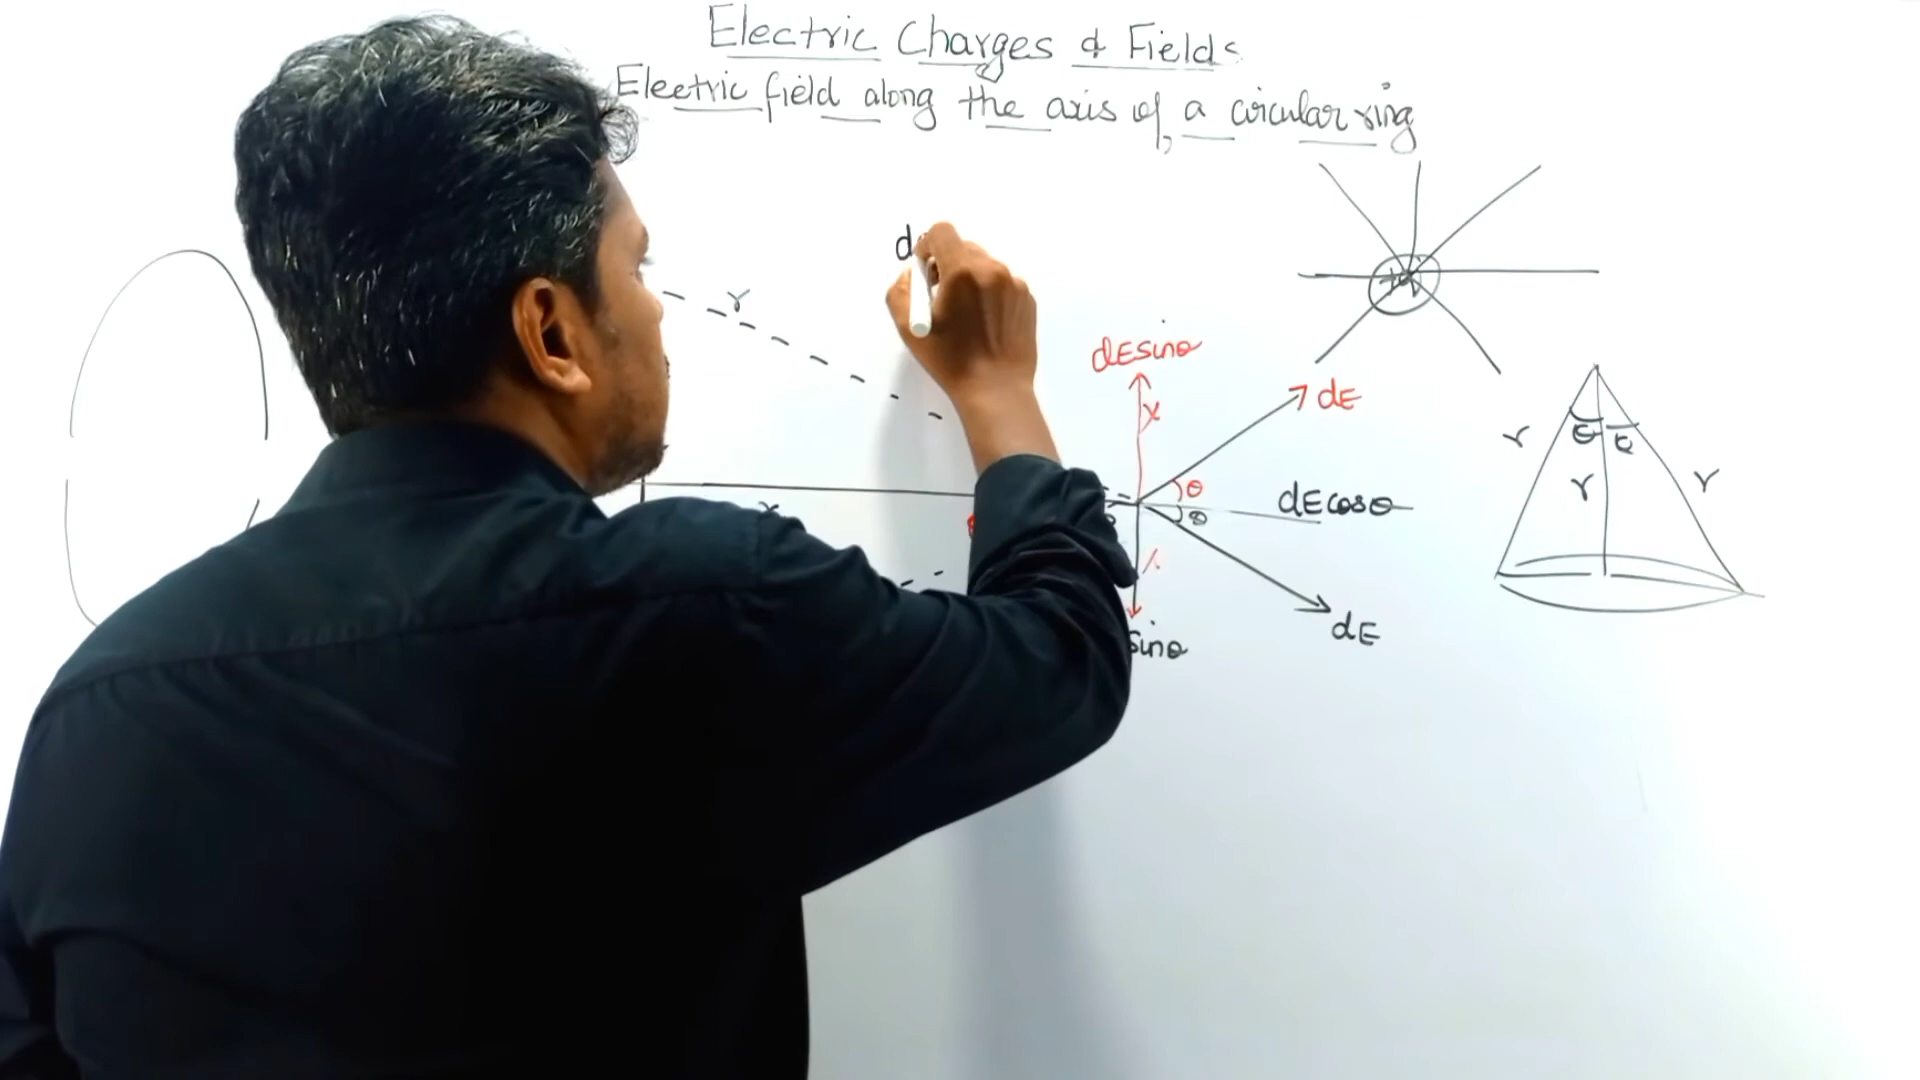 Electric Charges & Fields
Electric field along the axis of a circular ring
d
r
+q
dEsinθ
x
dE
θ
dEcosθ
θ
x
sinθ
dE
r
r
r